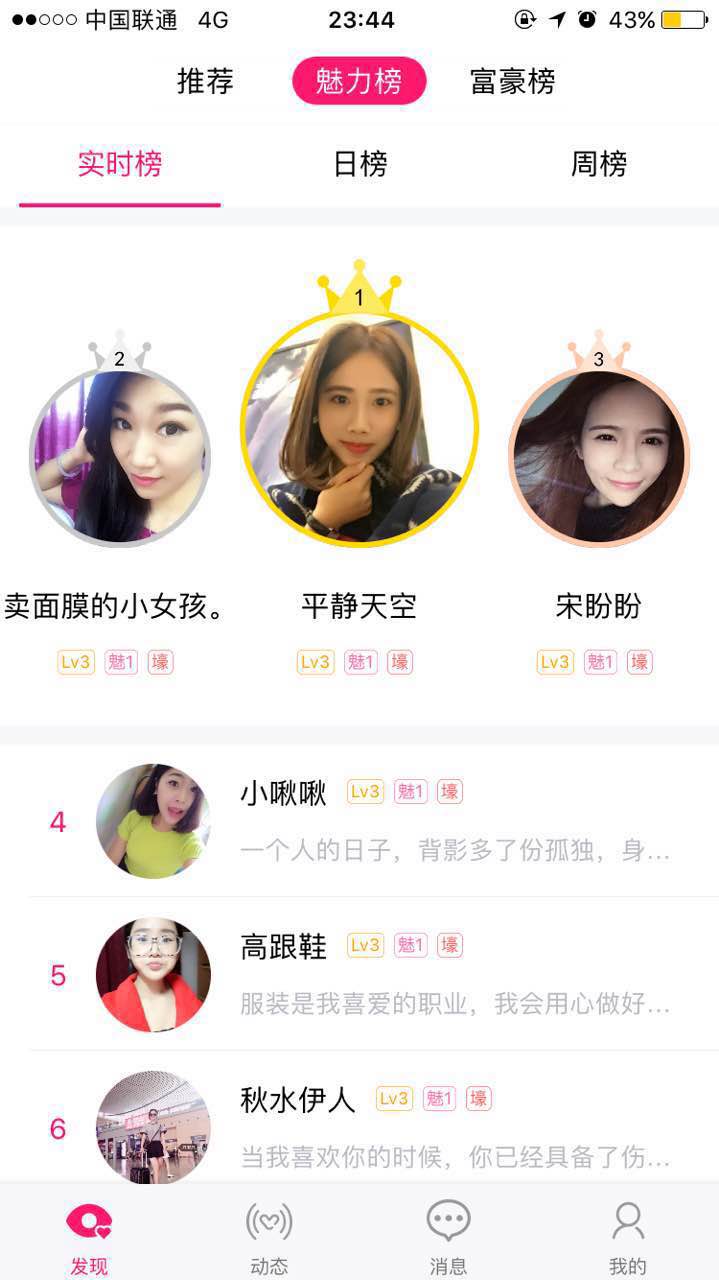 中国联通 4G 23:44 43%
推荐 魅力榜 富豪榜
实时榜 日榜 周榜
1
2
3
卖面膜的小女孩。 平静天空 宋盼盼
Lv3 魅1 壕 Lv3 魅1 壕 Lv3 魅1 壕
小啾啾 Lv3 魅1 壕
4
一个人的日子，背影多了份孤独，身...
高跟鞋 Lv3 魅1 壕
5
服装是我喜爱的职业，我会用心做好...
秋水伊人 Lv3 魅1 壕
6
当我喜欢你的时候，你已经具备了伤...
发现 动态 消息 我的